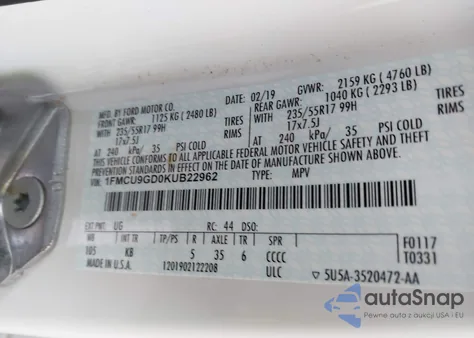 MFD. BY FORD MOTOR CO.
02/19 GVWR: 2159 KG ( 4760 LB)
FRONT GAWR: 1125 KG ( 2480 LB)
REAR GAWR: 1040 KG ( 2293 LB)
235/55R17 99H TIRES 235/55R17 99H TIRES
17x7.5J RIMS 17x7.5J RIMS
AT 240 kPa/ 35 PSI COLD AT 240 kPa/ 35 PSI COLD
THIS VEHICLE CONFORMS TO ALL APPLICABLE FEDERAL MOTOR VEHICLE SAFETY AND THEFT
PREVENTION STANDARDS IN EFFECT ON THE DATE OF MANUFACTURE SHOWN ABOVE.
VIN: 1FMCU9GD0KUB22962 TYPE: MPV
EXT PNT: UG RC: 44 DSO: F0117
WB INT TR TP/PS R AXLE TR SPR T0331
105 KB 5 35 6 CCCC
MADE IN U.S.A. 1201902122208 ULC 5U5A-3520472-AA
autaSnap
Pewne auto z USA i EU